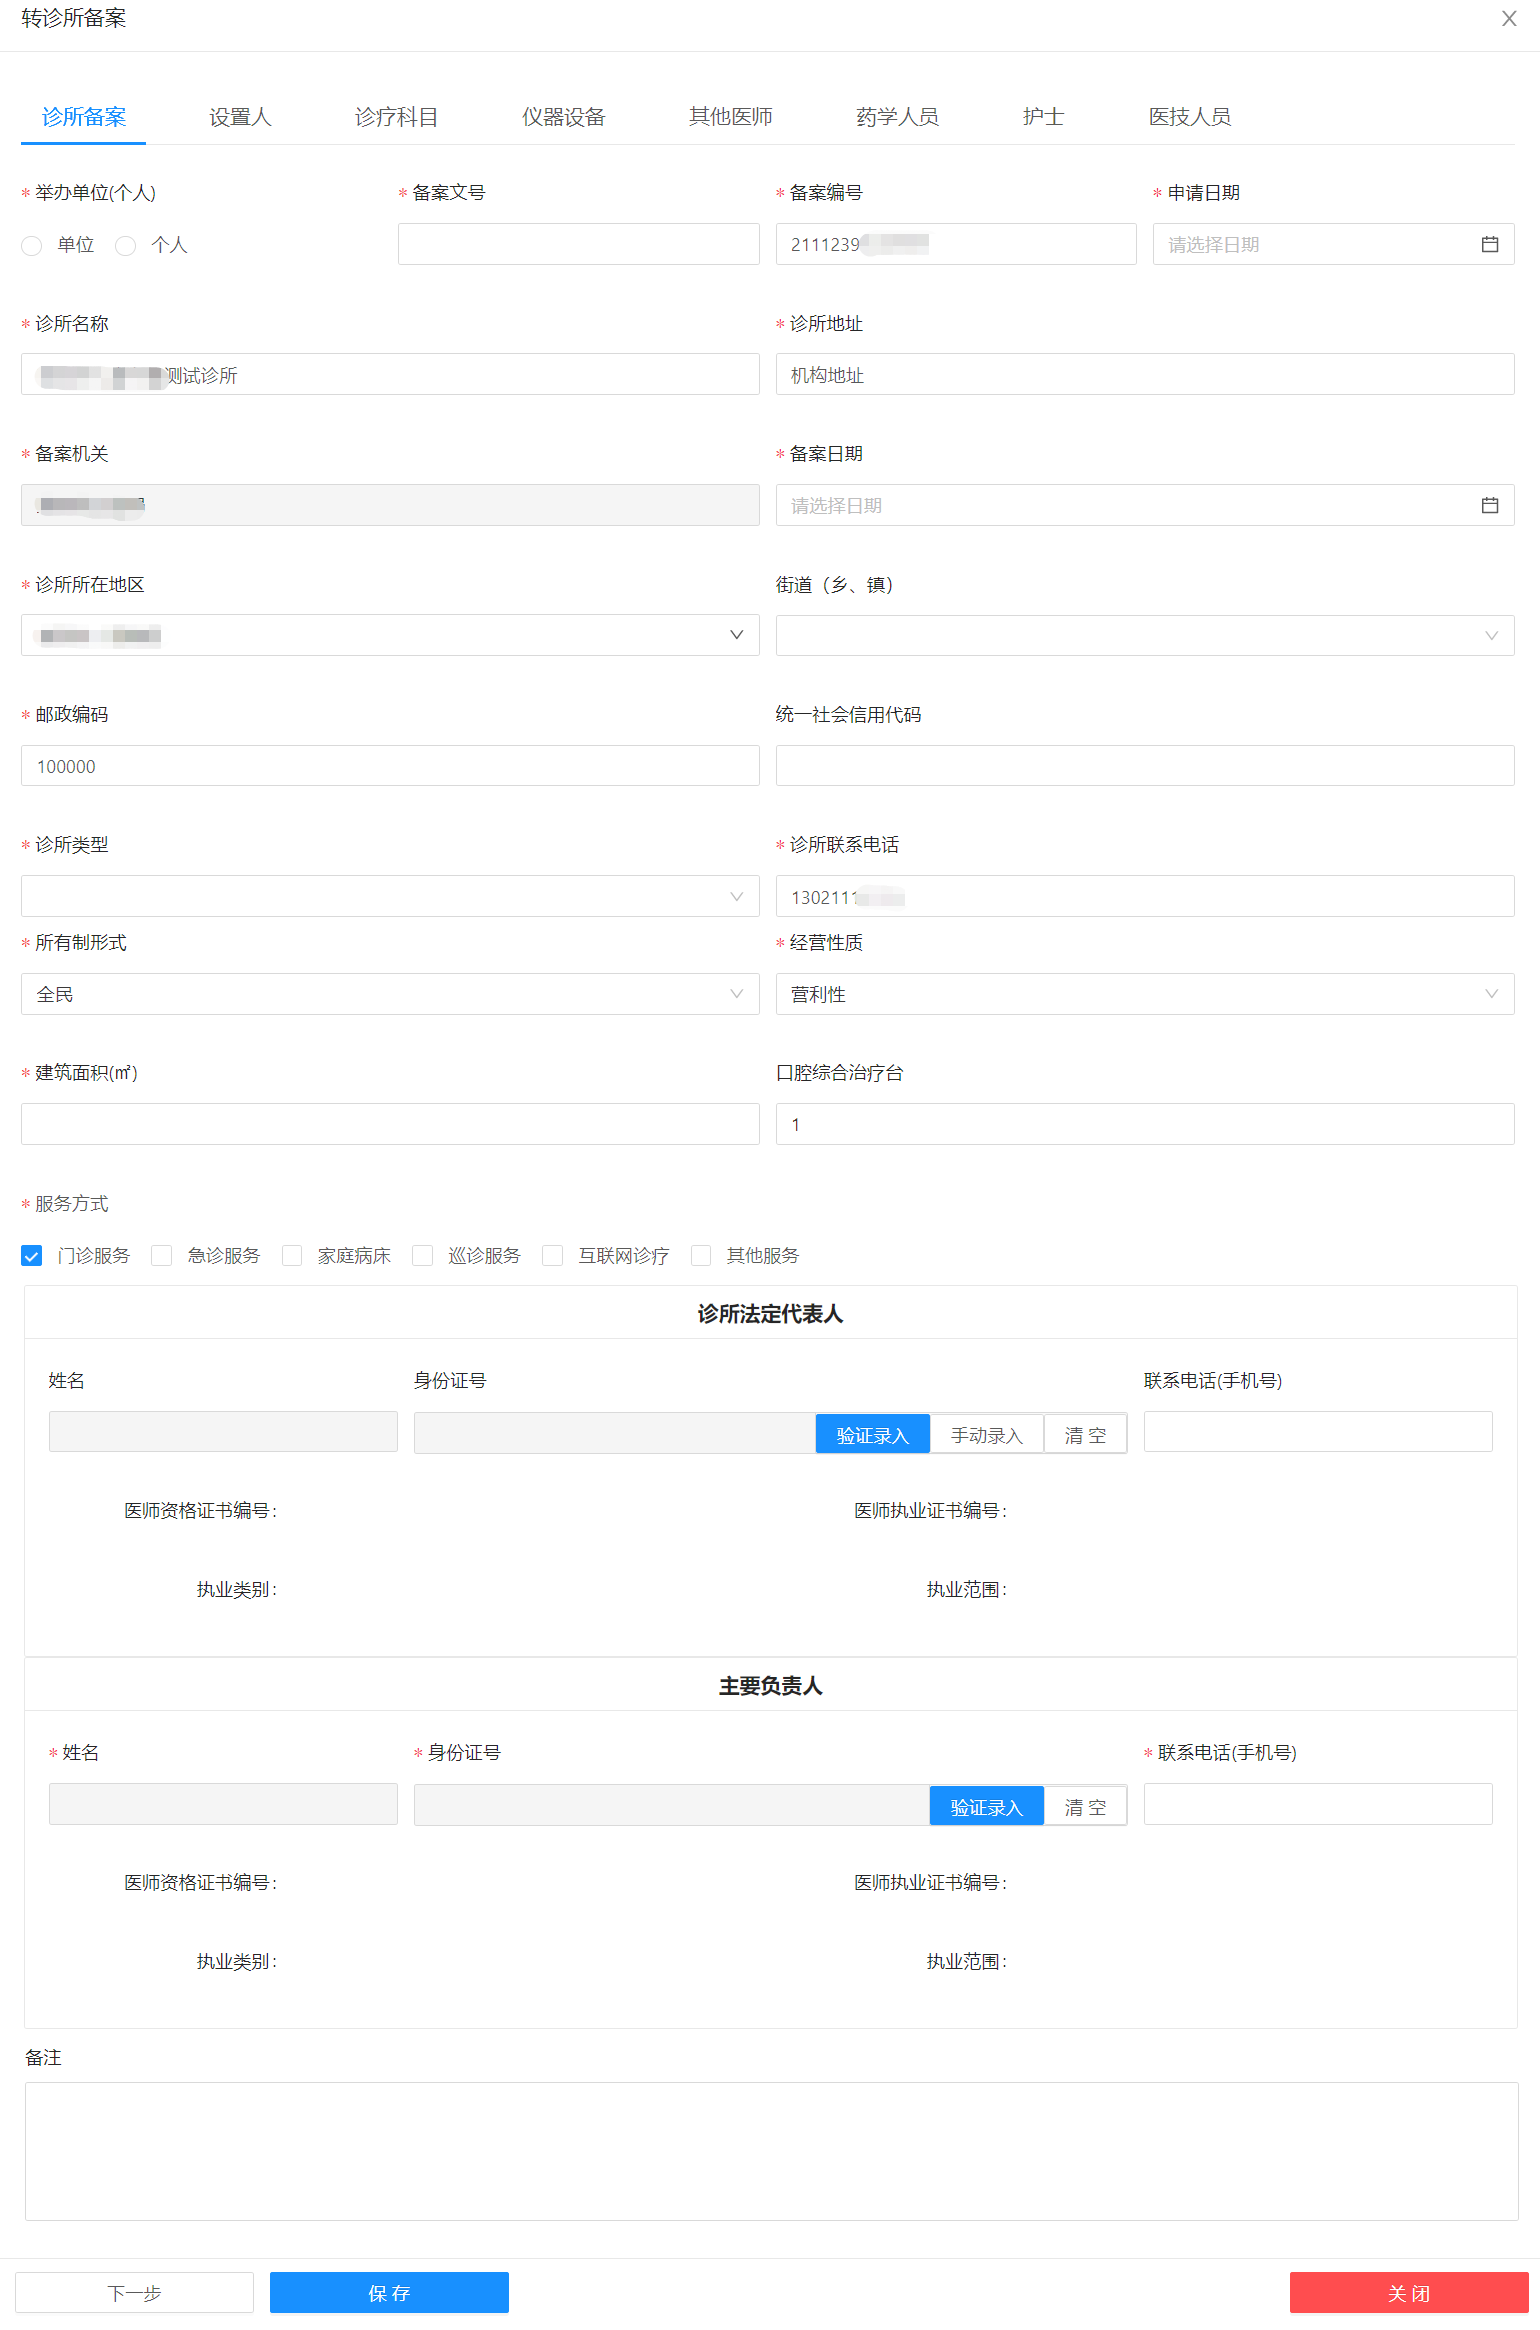 转诊所备案
诊所备案 设置人 诊疗科目 仪器设备 其他医师 药学人员 护士 医技人员
* 举办单位(个人) * 备案文号 * 备案编号 * 申请日期
单位 个人 2111239 请选择日期
* 诊所名称 * 诊所地址
测试诊所 机构地址
* 备案机关 * 备案日期
请选择日期
* 诊所所在地区 街道（乡、镇）
* 邮政编码 统一社会信用代码
100000
* 诊所类型 * 诊所联系电话
1302111
* 所有制形式 * 经营性质
全民 营利性
* 建筑面积(㎡) 口腔综合治疗台
1
* 服务方式
门诊服务 急诊服务 家庭病床 巡诊服务 互联网诊疗 其他服务
诊所法定代表人
姓名 身份证号 联系电话(手机号)
验证录入 手动录入 清 空
医师资格证书编号: 医师执业证书编号:
执业类别: 执业范围:
主要负责人
* 姓名 * 身份证号 * 联系电话(手机号)
验证录入 清 空
医师资格证书编号: 医师执业证书编号:
执业类别: 执业范围:
备注
下一步 保 存 关 闭